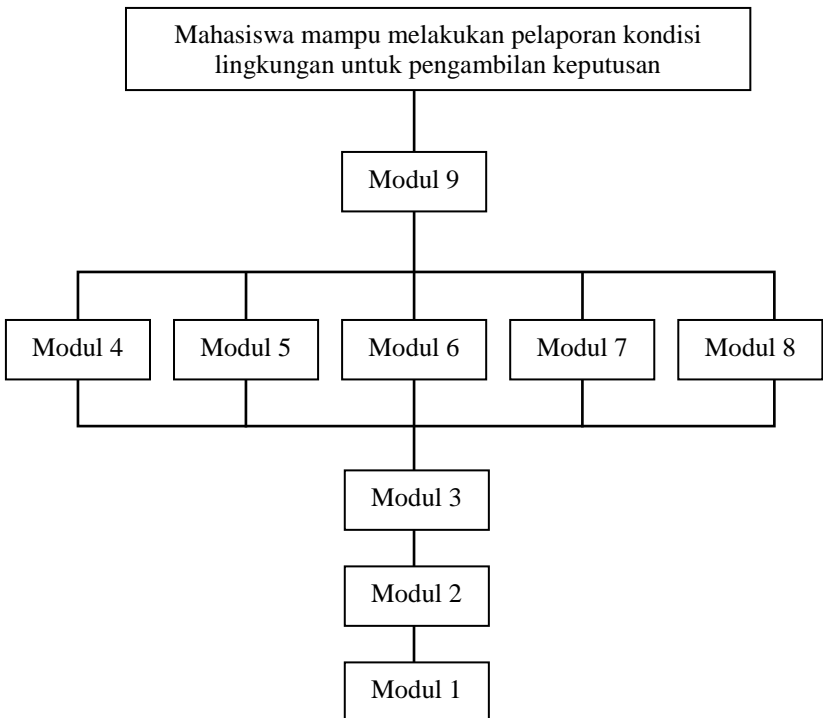 Mahasiswa mampu melakukan pelaporan kondisi
lingkungan untuk pengambilan keputusan
Modul 9
Modul 4
Modul 5
Modul 6
Modul 7
Modul 8
Modul 3
Modul 2
Modul 1